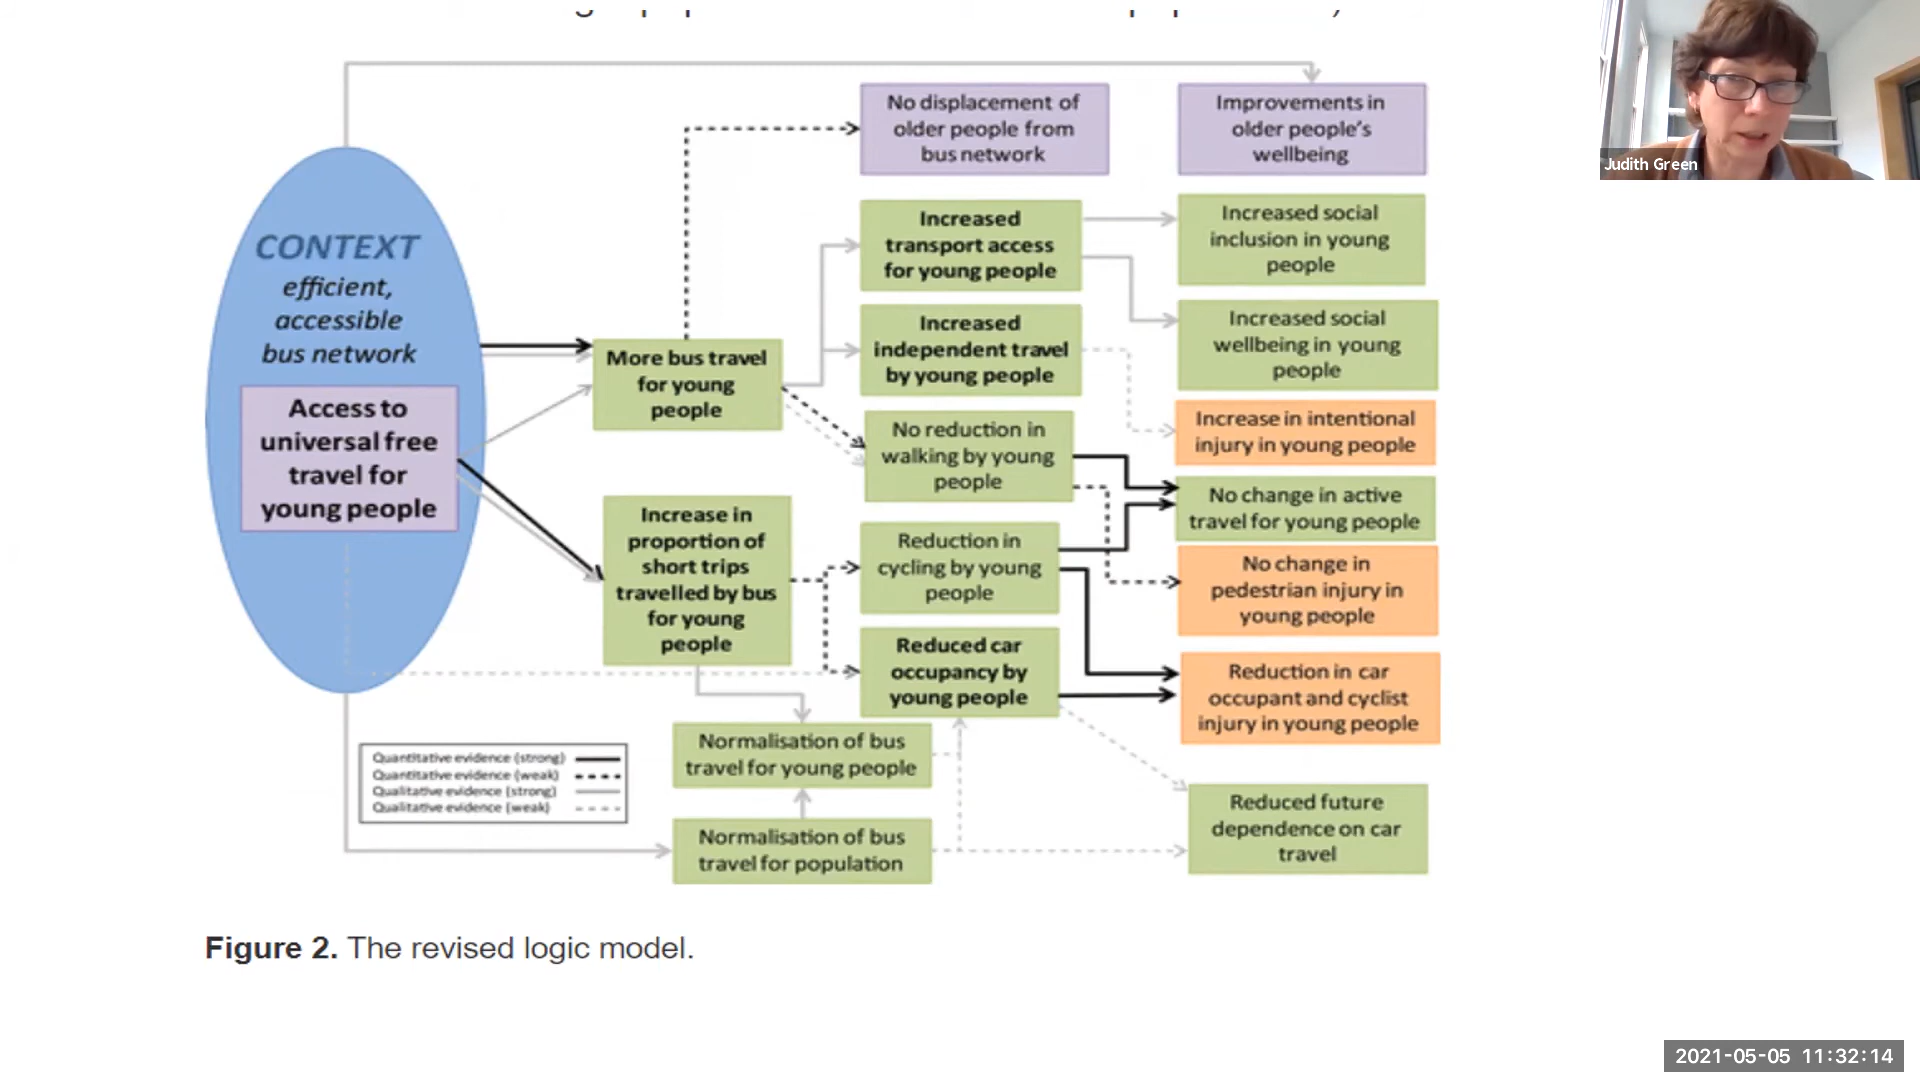 No displacement of
older people from
bus network
Improvements in
older people's
wellbeing
Judith Green
CONTEXT
efficient,
accessible
bus network
Access to
universal free
travel for
young people
More bus travel
for young
people
Increase in
proportion of
short trips
travelled by bus
for young
people
Increased
transport access
for young people
Increased
independent travel
by young people
No reduction in
walking by young
people
Reduction in
cycling by young
people
Reduced car
occupancy by
young people
Increased social
inclusion in young
people
Increased social
wellbeing in young
people
Increase in intentional
injury in young people
No change in active
travel for young people
No change in
pedestrian injury in
young people
Reduction in car
occupant and cyclist
injury in young people
Normalisation of bus
travel for young people
Normalisation of bus
travel for population
Reduced future
dependence on car
travel
Quantitative evidence (strong)
Quantitative evidence (weak)
Qualitative evidence (strong)
Qualitative evidence (weak)
Figure 2. The revised logic model.
2021-05-05 11:32:14